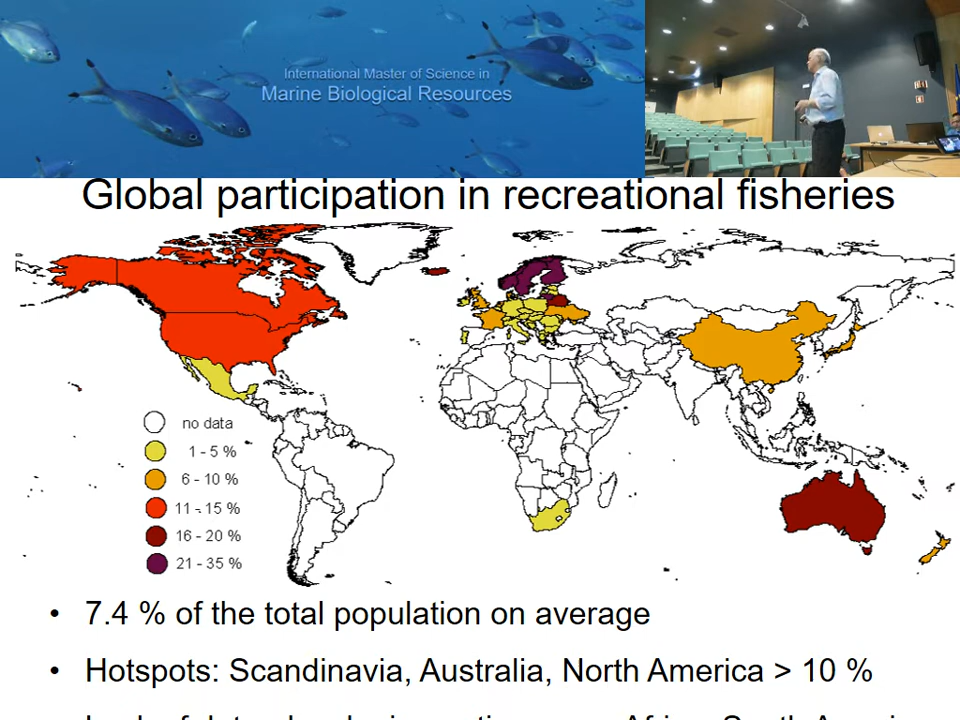 International Master of Science in
Marine Biological Resources
Global participation in recreational fisheries
no data
1 - 5 %
6 - 10 %
11 - 15 %
16 - 20 %
21 - 35 %
• 7.4 % of the total population on average
• Hotspots: Scandinavia, Australia, North America > 10 %